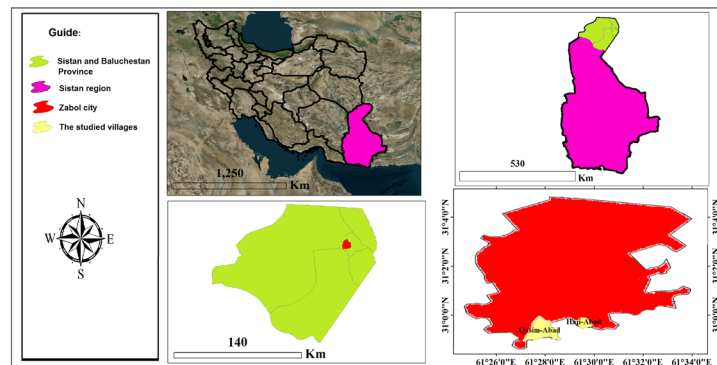 Guide:
Sistan and Baluchestan
Province
Sistan region
Zabol city
The studied villages
N
W
E
S
1,250
Km
530
Km
140
Km
31°4'0"N
31°2'0"N
31°0'0"N
Qasim-Abad
Haji-Abad
61°26'0"E
61°28'0"E
61°30'0"E
61°32'0"E
61°34'0"E